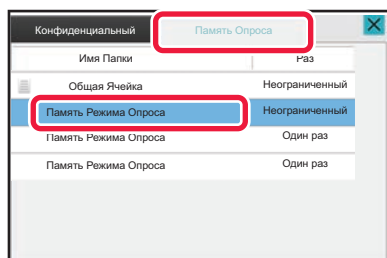 Конфиденциальный Память Опроса
Имя Папки Раз
Общая Ячейка Неограниченный
Память Режима Опроса Неограниченный
Память Режима Опроса Один раз
Память Режима Опроса Один раз